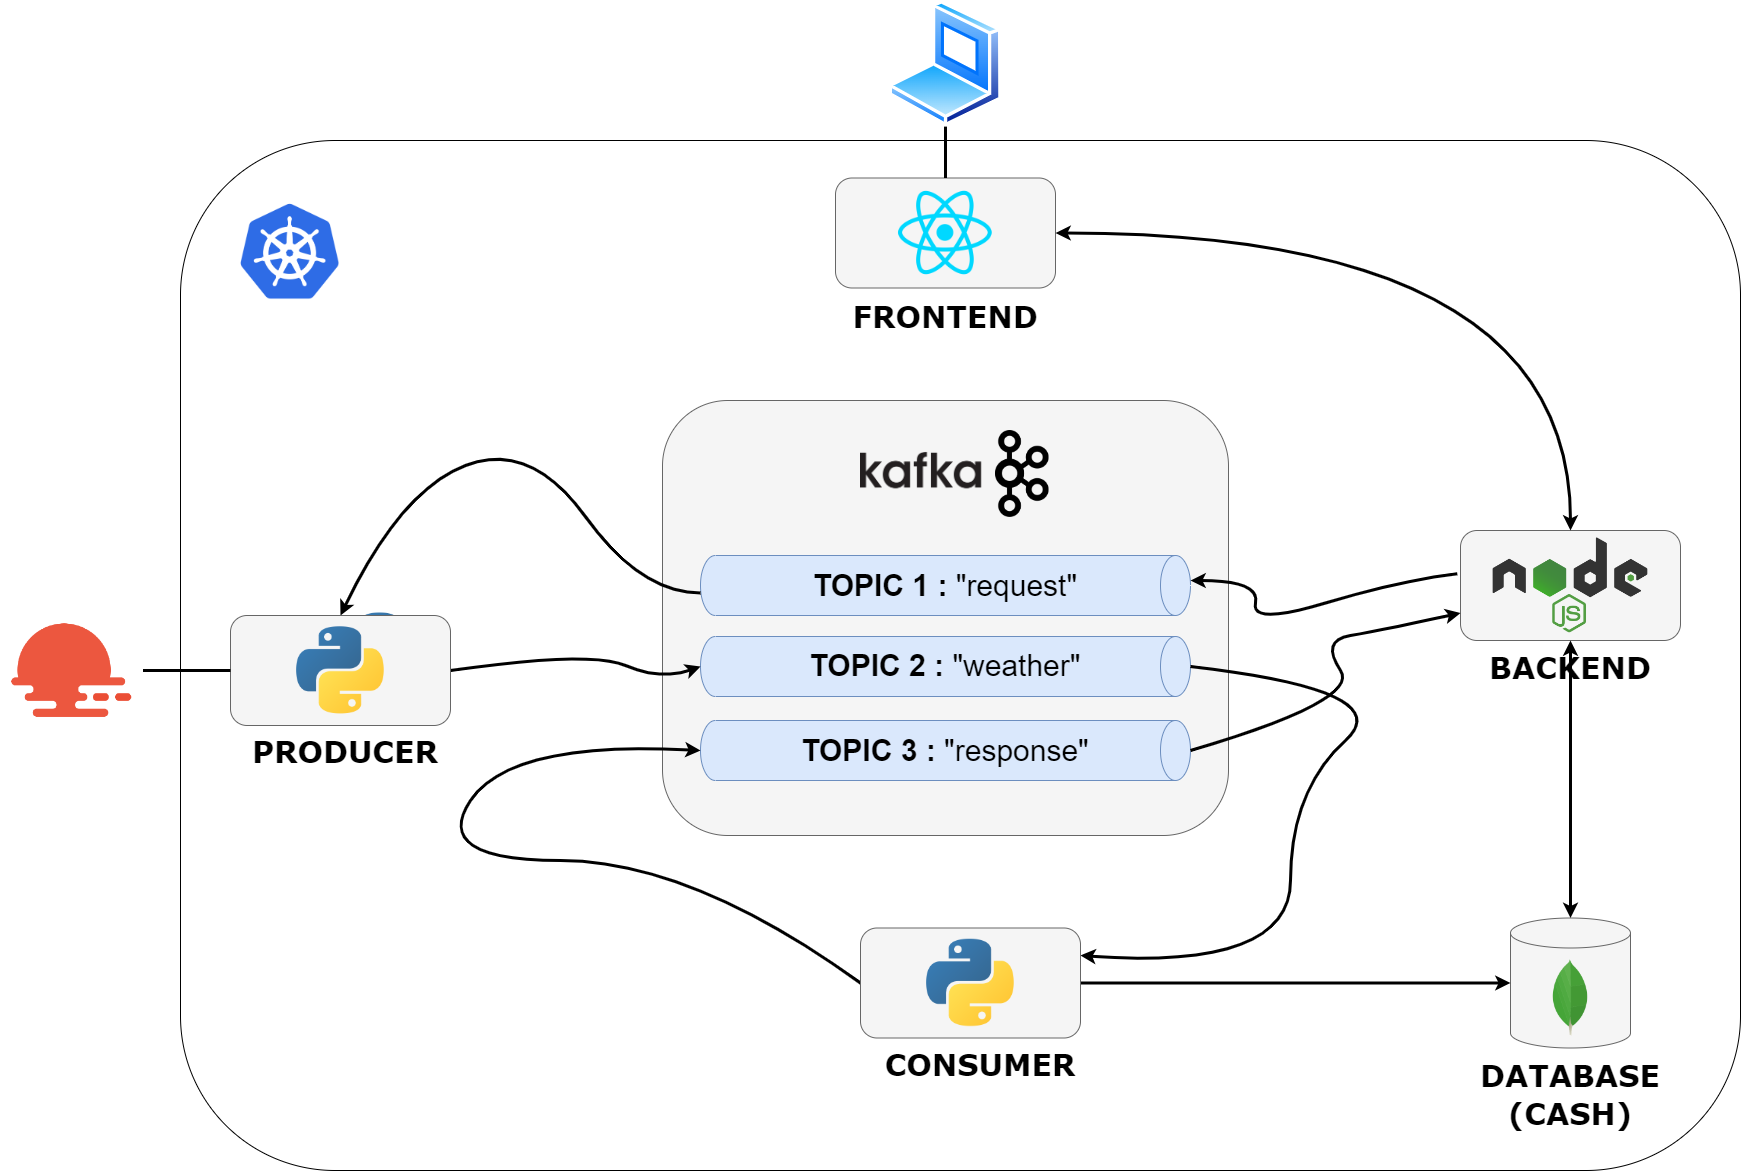 FRONTEND
kafka
TOPIC 1 : "request"
TOPIC 2 : "weather"
TOPIC 3 : "response"
node
JS
BACKEND
PRODUCER
CONSUMER
DATABASE
(CASH)